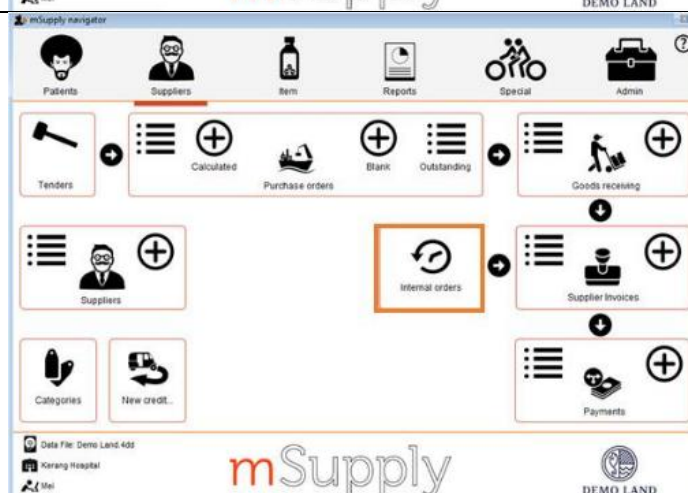 Mei
DEMO LAND
mSupply navigator
Patients
Suppliers
Item
Reports
Special
Admin
Tenders
Calculated
Purchase orders
Blank
Outstanding
Goods receiving
Suppliers
Internal orders
Supplier Invoices
Categories
New credit...
Payments
Data File: Demo Land.4dd
Kerang Hospital
Mei
mSupply
DEMO LAND